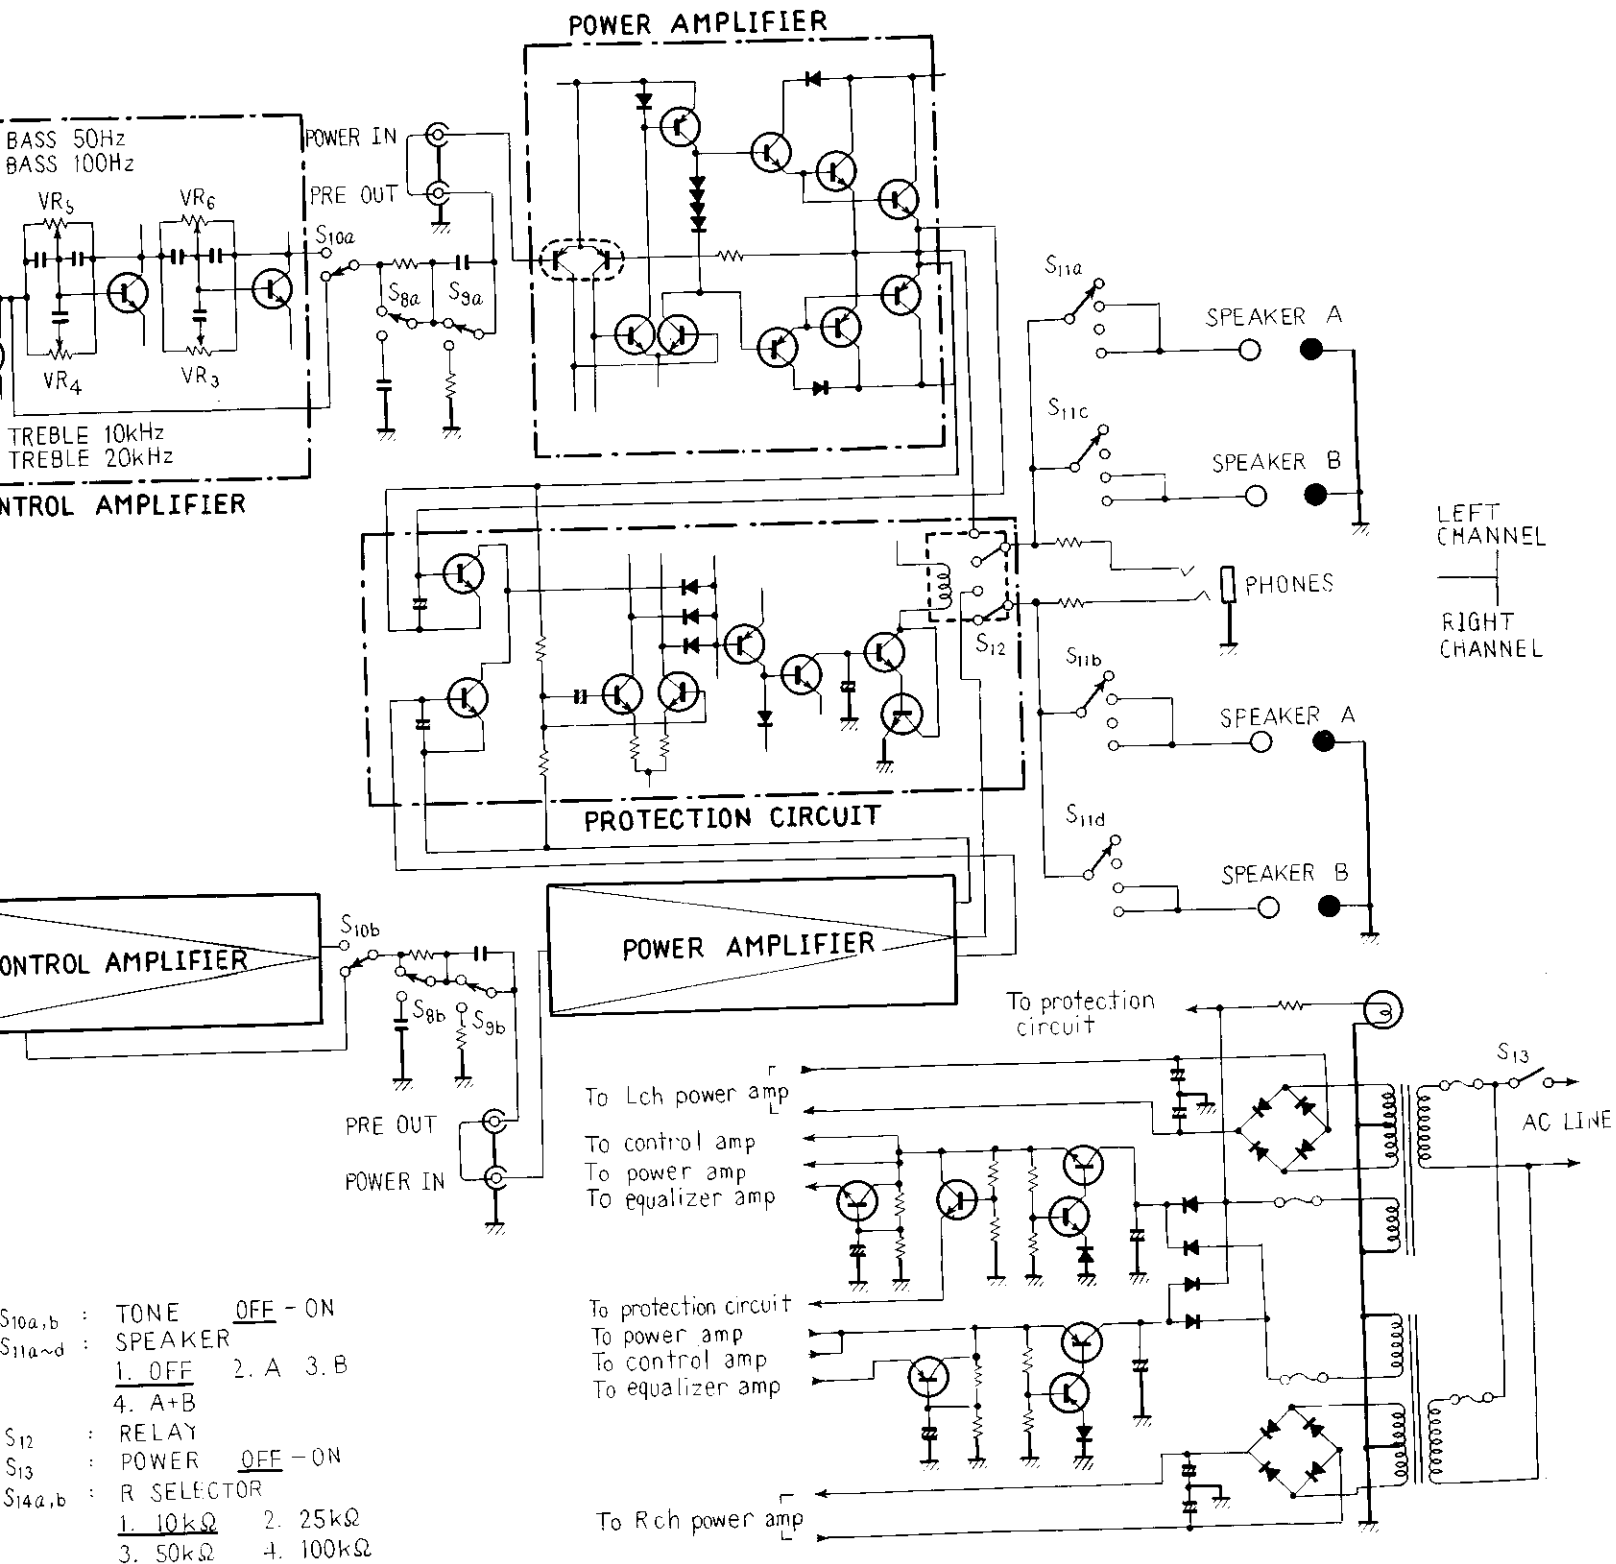 POWER AMPLIFIER
BASS 50Hz
BASS 100Hz
VR5
VR6
VR4
VR3
TREBLE 10kHz
TREBLE 20kHz
NTROL AMPLIFIER
POWER IN
PRE OUT
S10a
S8a
S9a
S11a
SPEAKER A
S11c
SPEAKER B
LEFT
CHANNEL
PHONES
RIGHT
CHANNEL
S12
S11b
SPEAKER A
S11d
SPEAKER B
PROTECTION CIRCUIT
ONTROL AMPLIFIER
S10b
S8b
S9b
POWER AMPLIFIER
PRE OUT
POWER IN
To protection
circuit
S13
AC LINE
To Lch power amp
To control amp
To power amp
To equalizer amp
To protection circuit
To power amp
To control amp
To equalizer amp
To Rch power amp
S10a,b : TONE OFF - ON
S11a~d : SPEAKER
1. OFF 2. A 3. B
4. A+B
S12 : RELAY
S13 : POWER OFF - ON
S14a,b : R SELECTOR
1. 10kΩ 2. 25kΩ
3. 50kΩ 4. 100kΩ